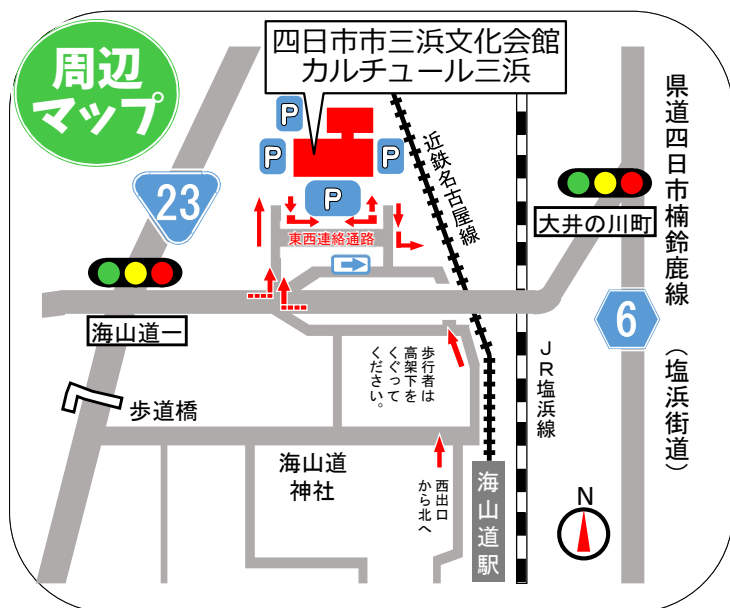 周辺
マップ
四日市市三浜文化会館
カルチュール三浜
P
P
P
P
23
近鉄名古屋線
県道四日市楠鈴鹿線
(塩浜街道)
大井の川町
東西連絡通路
海山道一
6
歩行者は
高架下を
くぐって
ください。
JR塩浜線
歩道橋
海山道
神社
西出口
から北へ
海山道駅
N